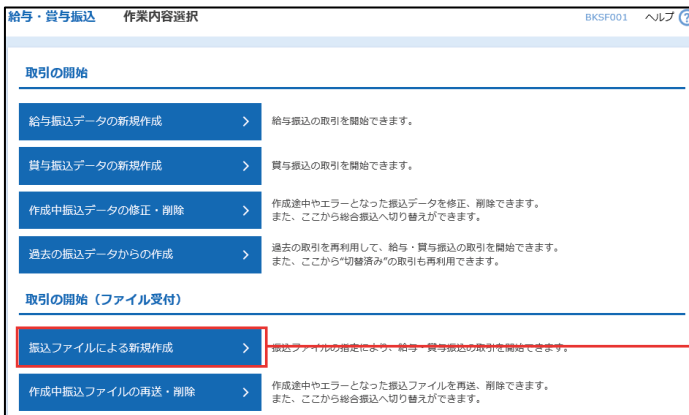 給与・賞与振込 作業内容選択 BKSF001 ヘルプ ?
取引の開始
給与振込データの新規作成 > 給与振込の取引を開始できます。
賞与振込データの新規作成 > 賞与振込の取引を開始できます。
作成中振込データの修正・削除 > 作成途中やエラーとなった振込データを修正、削除できます。
また、ここから総合振込へ切り替えができます。
過去の振込データからの作成 > 過去の取引を再利用して、給与・賞与振込の取引を開始できます。
また、ここから“切替済み”の取引も再利用できます。
取引の開始（ファイル受付）
振込ファイルによる新規作成 > 振込ファイルの指定により、給与・賞与振込の取引を開始できます。
作成中振込ファイルの再送・削除 > 作成途中やエラーとなった振込ファイルを再送、削除できます。
また、ここから総合振込へ切り替えができます。